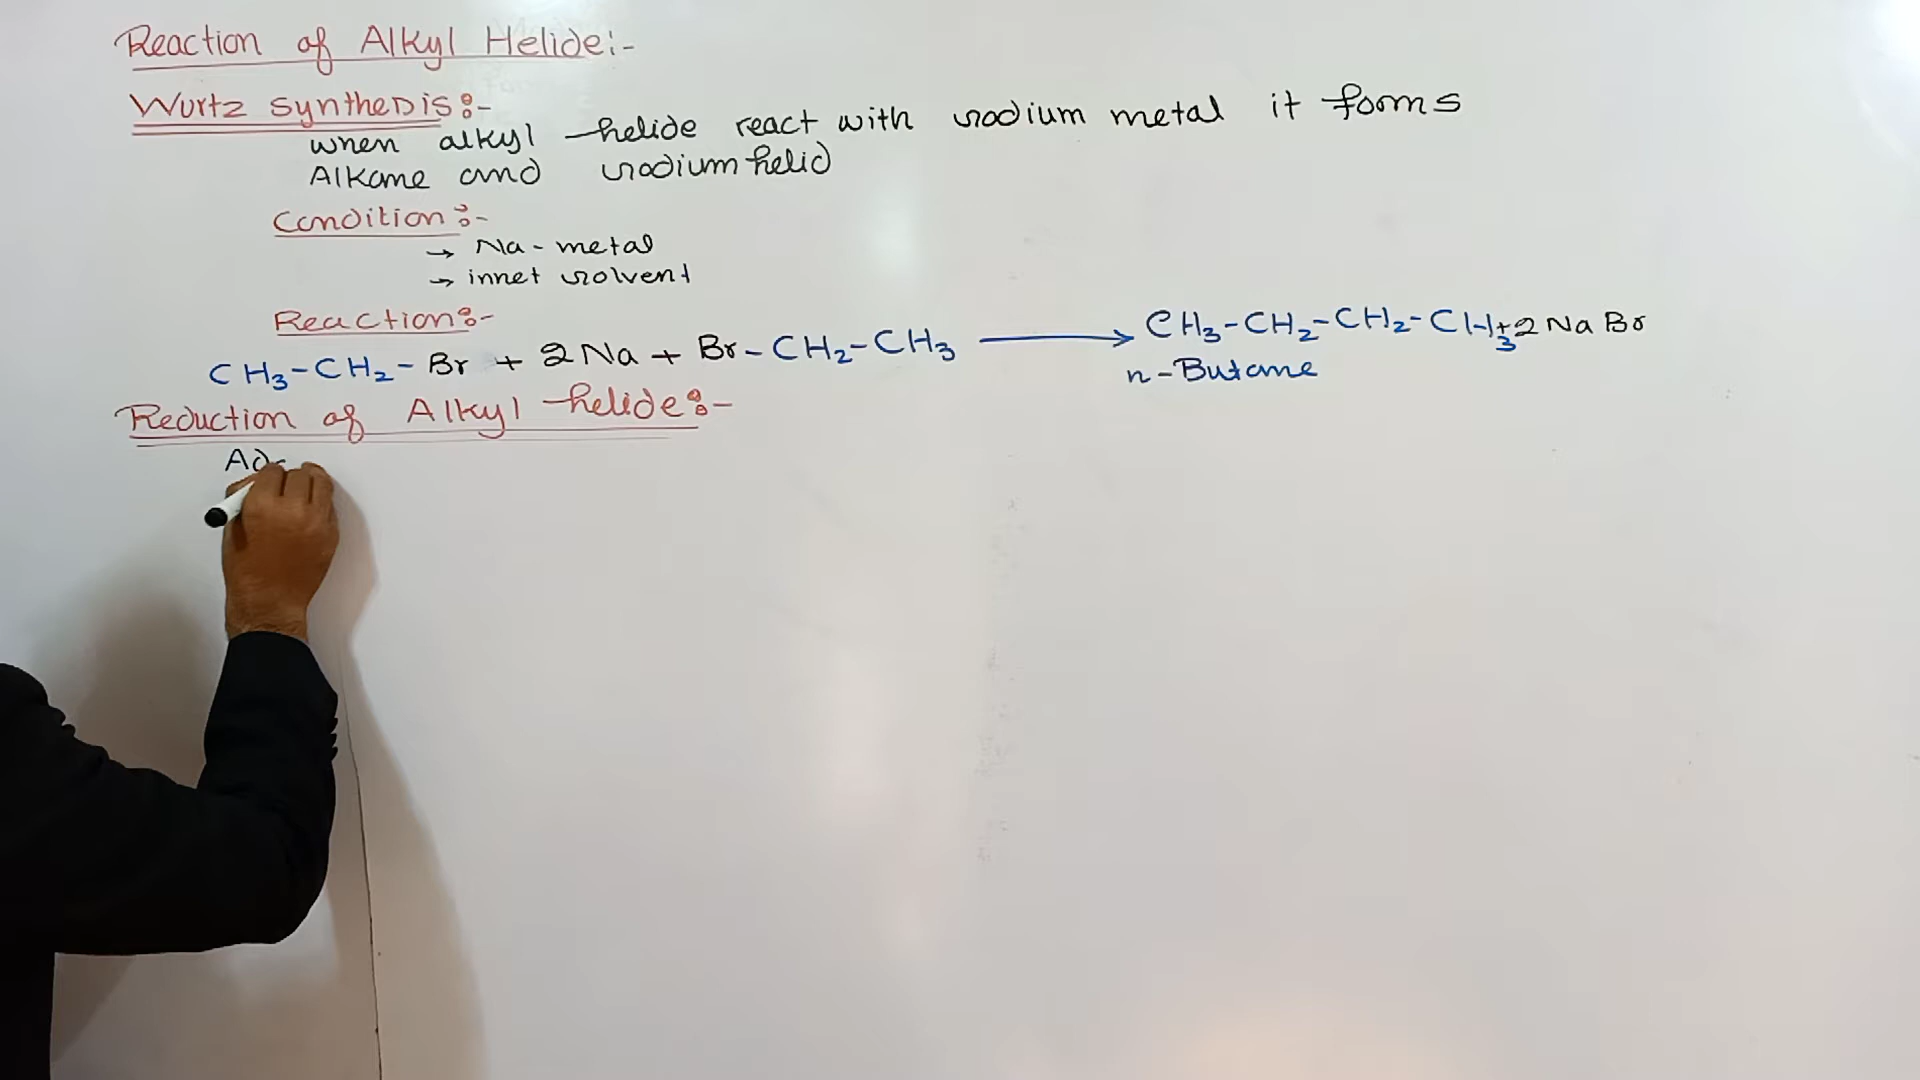 Reaction of Alkyl Helide:-
Wurtz synthesis:-
when alkyl helide react with sodium metal it forms
Alkane and sodium helid
Condition:-
→ Na - metal
→ innet solvent
Reaction:-
CH₃-CH₂-Br + 2Na + Br-CH₂-CH₃ ⟶ CH₃-CH₂-CH₂-CH₃+2NaBr
n-Butane
Reduction of Alkyl helide:-